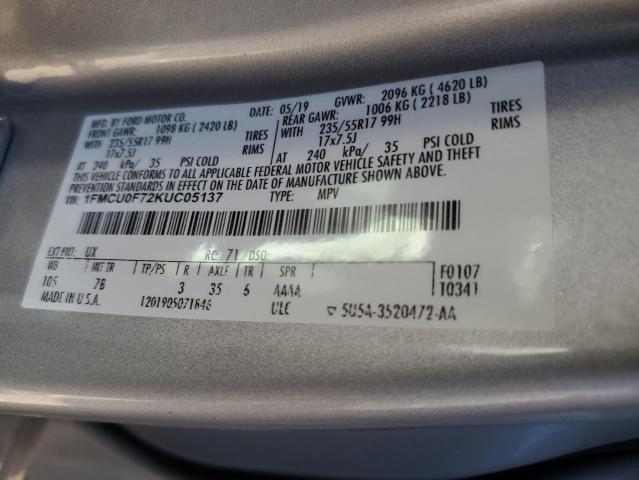 MFD. BY FORD MOTOR CO.
DATE: 05/19 GVWR: 2096 KG ( 4620 LB)
FRONT GAWR: 1098 KG ( 2420 LB) REAR GAWR: 1006 KG ( 2218 LB)
WITH 235/55R17 99H TIRES WITH 235/55R17 99H TIRES
17x7.5J RIMS 17x7.5J RIMS
AT 240 kPa/ 35 PSI COLD AT 240 kPa/ 35 PSI COLD
THIS VEHICLE CONFORMS TO ALL APPLICABLE FEDERAL MOTOR VEHICLE SAFETY AND THEFT
PREVENTION STANDARDS IN EFFECT ON THE DATE OF MANUFACTURE SHOWN ABOVE.
VIN: 1FMCU0F72KUC05137 TYPE: MPV
EXT PNT: UX RC: 71 DSO:
WB INT TR TP/PS R AXLE TR SPR F0107
105 7B 3 35 6 AAAA T0341
MADE IN U.S.A. ULC ▽ 5U5A-3520472-AA